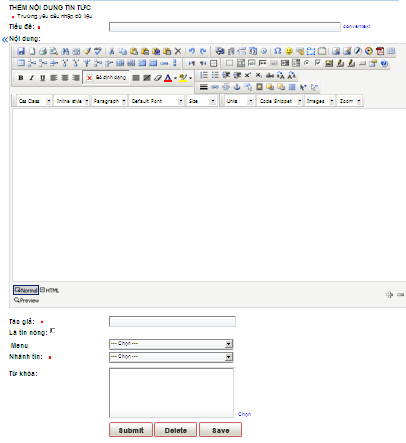 THÊM NỘI DUNG TIN TỨC
Trường yêu cầu nhập dữ liệu
Tiêu đề:
convertext
Nội dung:
B I U Bỏ định dạng
Css Class Inline style Paragraph Default Font Size Links Code Snippet Images Zoom
Normal HTML
Preview
Tác giả:
Là tin nóng:
Menu --- Chọn ---
Nhánh tin: --- Chọn ---
Từ khóa:
Chọn
Submit Delete Save